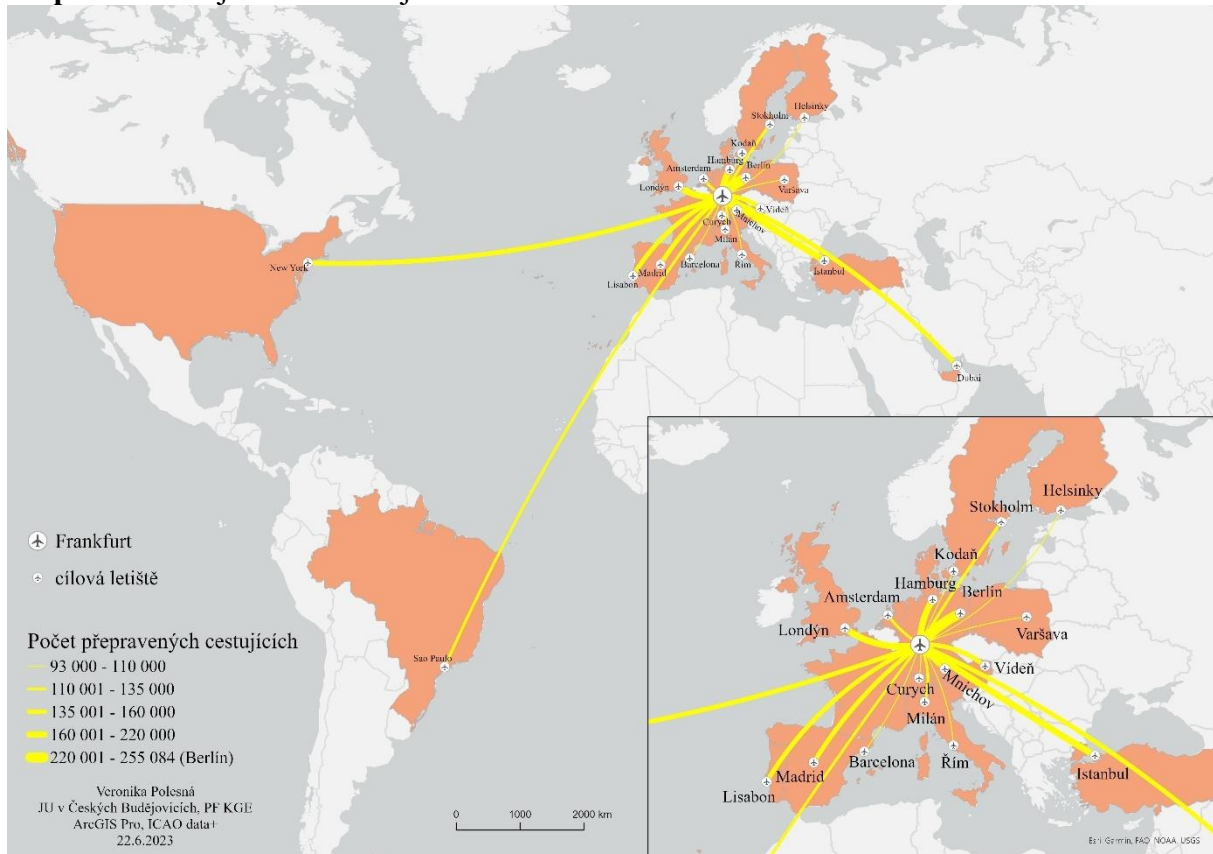 Helsinky
Stokholm
Kodaň
Hamburg
Berlín
Amsterdam
Londýn
Varšava
Vídeň
Curych
Mnichov
Milán
New York
Madrid
Barcelona
Řím
Istanbul
Lisabon
Dubai
Sao Paulo
Frankfurt
cílová letiště
Počet přepravených cestujících
93 000 - 110 000
110 001 - 135 000
135 001 - 160 000
160 001 - 220 000
220 001 - 255 084 (Berlín)
Veronika Polesná
JU v Českých Budějovicích, PF KGE
ArcGIS Pro, ICAO data+
22.6.2023
0 1000 2000 km
Helsinky
Stokholm
Kodaň
Hamburg
Berlín
Amsterdam
Londýn
Varšava
Vídeň
Curych
Mnichov
Milán
Madrid
Barcelona
Řím
Istanbul
Lisabon
Esri, Garmin, FAO, NOAA, USGS